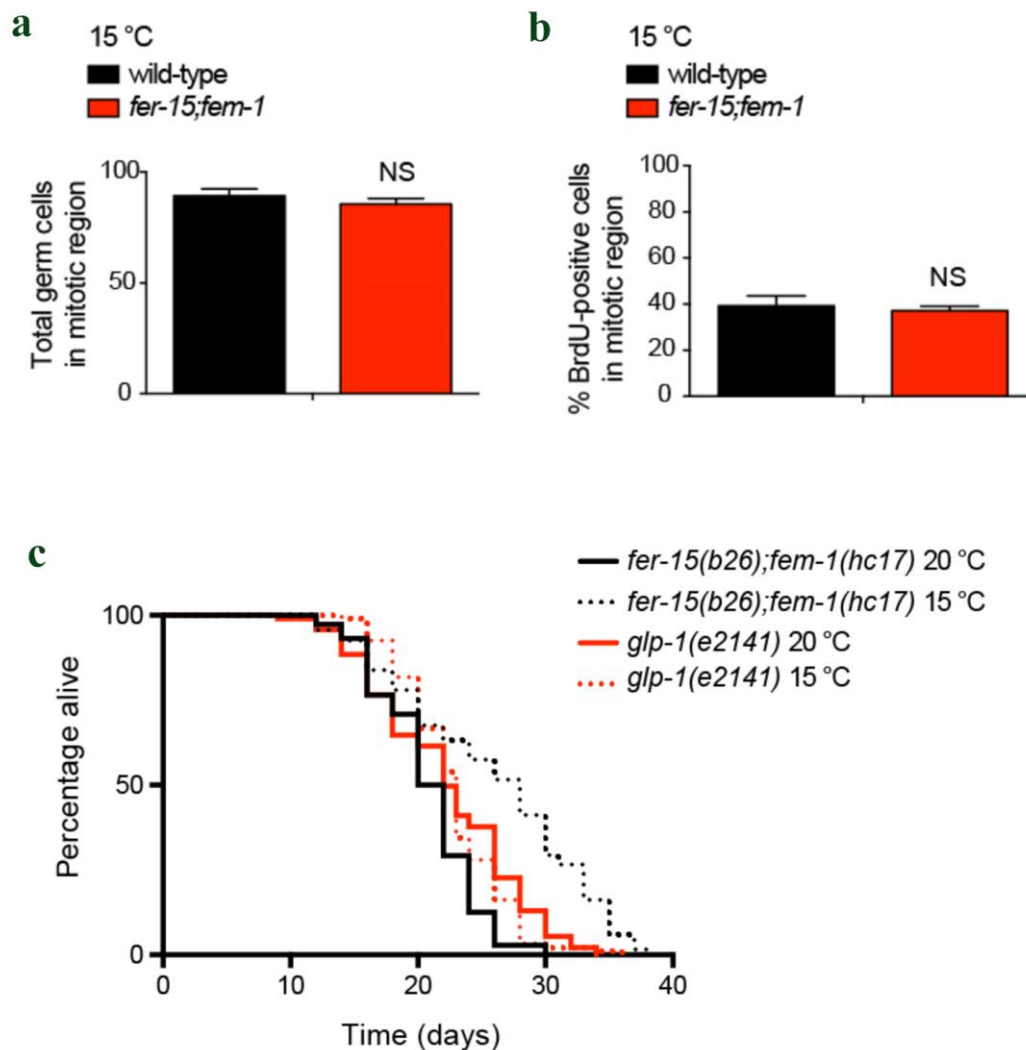 a
15 °C
wild-type
fer-15;fem-1
Total germ cells
in mitotic region
100
50
0
NS
b
15 °C
wild-type
fer-15;fem-1
% BrdU-positive cells
in mitotic region
100
80
60
40
20
0
NS
c
fer-15(b26);fem-1(hc17) 20 °C
fer-15(b26);fem-1(hc17) 15 °C
glp-1(e2141) 20 °C
glp-1(e2141) 15 °C
Percentage alive
100
50
0
0 10 20 30 40
Time (days)